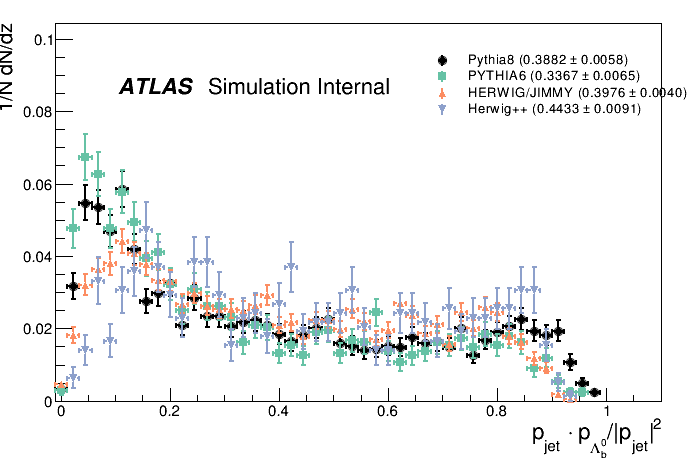 1/N dN/dz
0.1
0.08
0.06
0.04
0.02
0
ATLAS Simulation Internal
Pythia8 (0.3882 ± 0.0058)
PYTHIA6 (0.3367 ± 0.0065)
HERWIG/JIMMY (0.3976 ± 0.0040)
Herwig++ (0.4433 ± 0.0091)
0 0.2 0.4 0.6 0.8 1
p_jet · p_Λ_b^0/|p_jet|^2